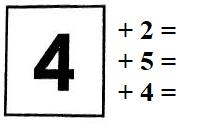 4
+ 2 =
+ 5 =
+ 4 =